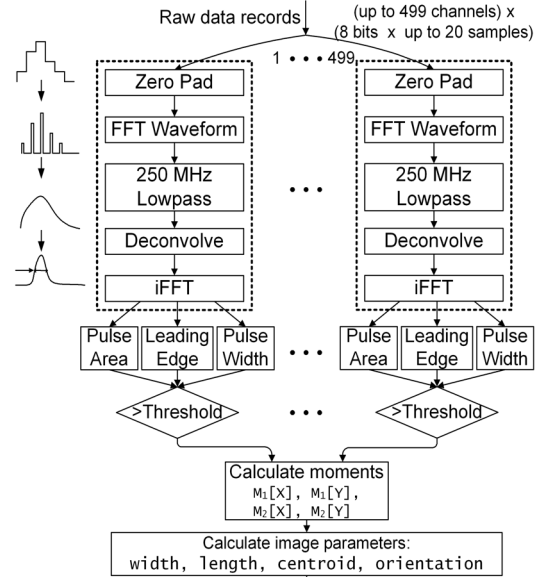 Raw data records
(up to 499 channels) x
(8 bits x up to 20 samples)
1 • • • 499
Zero Pad
FFT Waveform
250 MHz
Lowpass
Deconvolve
iFFT
Pulse
Area
Leading
Edge
Pulse
Width
>Threshold
• • •
• • •
• • •
Zero Pad
FFT Waveform
250 MHz
Lowpass
Deconvolve
iFFT
Pulse
Area
Leading
Edge
Pulse
Width
>Threshold
Calculate moments
M₁[X], M₁[Y],
M₂[X], M₂[Y]
Calculate image parameters:
width, length, centroid, orientation